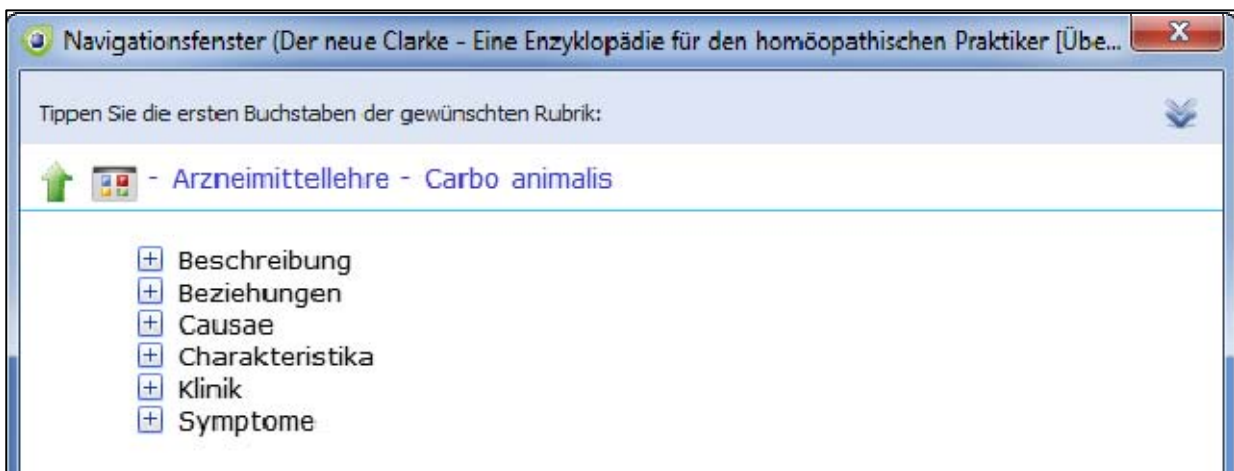 Navigationsfenster (Der neue Clarke - Eine Enzyklopädie für den homöopathischen Praktiker [Übe...
Tippen Sie die ersten Buchstaben der gewünschten Rubrik:
- Arzneimittellehre - Carbo animalis
Beschreibung
Beziehungen
Causae
Charakteristika
Klinik
Symptome